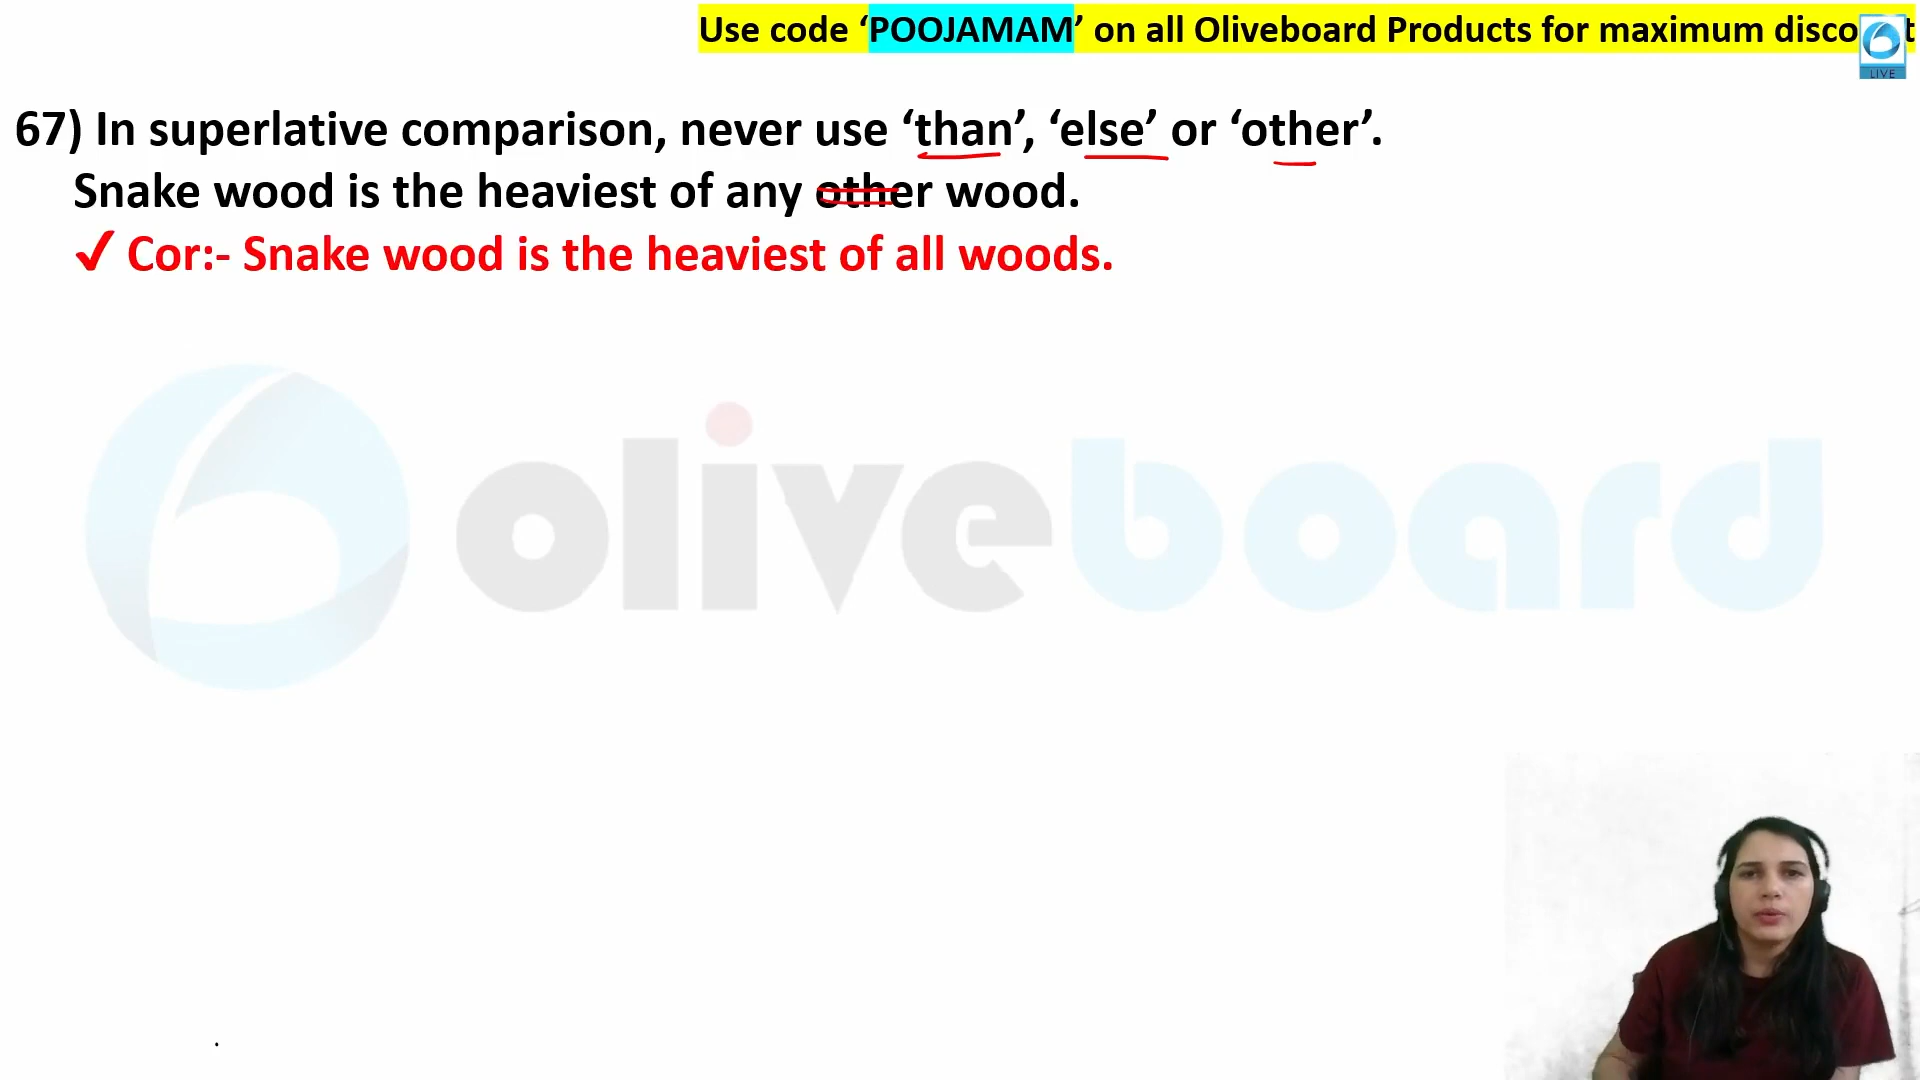 Use code ‘POOJAMAM’ on all Oliveboard Products for maximum disco t
LIVE
67) In superlative comparison, never use ‘than’, ‘else’ or ‘other’.
Snake wood is the heaviest of any other wood.
✓ Cor:- Snake wood is the heaviest of all woods.
oliveboard